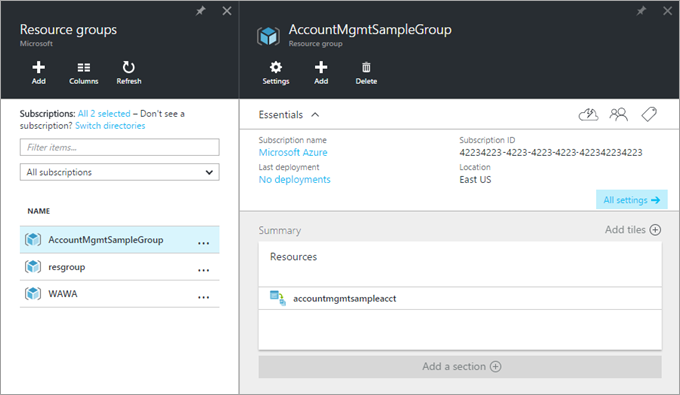 Resource groups
Microsoft
Add
Columns
Refresh
Subscriptions: All 2 selected – Don't see a
subscription? Switch directories
Filter items...
All subscriptions
NAME
AccountMgmtSampleGroup ...
resgroup ...
WAWA ...
AccountMgmtSampleGroup
Resource group
Settings
Add
Delete
Essentials
Subscription name
Microsoft Azure
Last deployment
No deployments
Subscription ID
42234223-4223-4223-4223-422342234223
Location
East US
All settings →
Summary
Add tiles
Resources
accountmgmtsampleacct
Add a section